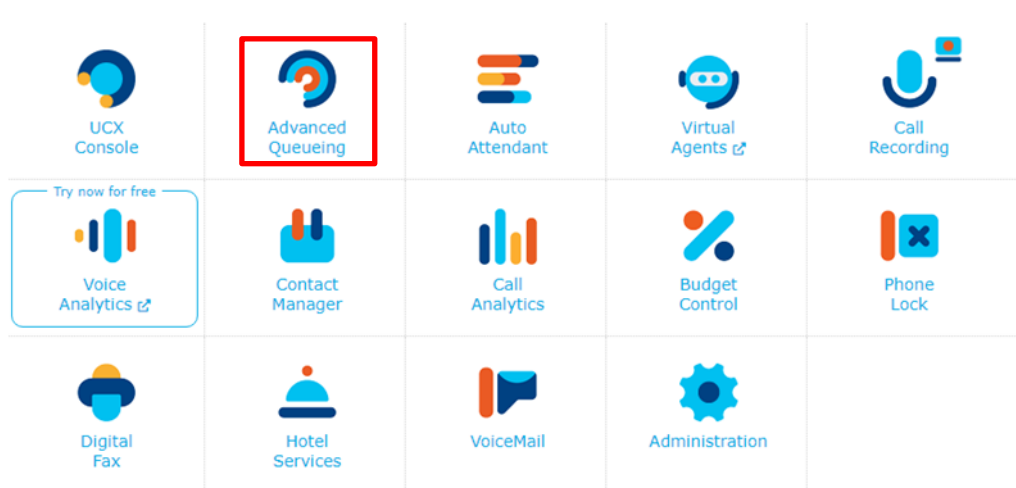 UCX
Console
Advanced
Queueing
Auto
Attendant
Virtual
Agents
Call
Recording
Try now for free
Voice
Analytics
Contact
Manager
Call
Analytics
Budget
Control
Phone
Lock
Digital
Fax
Hotel
Services
VoiceMail
Administration